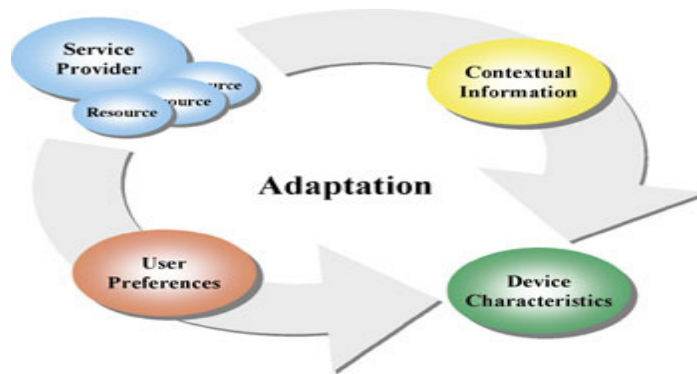 Service
Provider
Resource
Contextual
Information
Adaptation
User
Preferences
Device
Characteristics